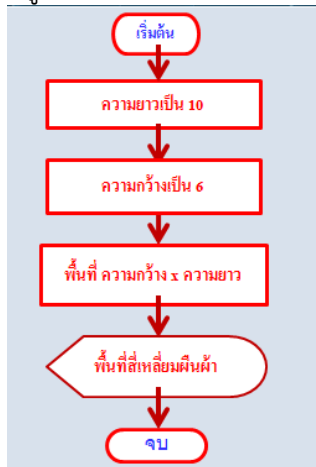 เริ่มต้น
ความยาวเป็น 10
ความกว้างเป็น 6
พื้นที่ ความกว้าง x ความยาว
พื้นที่สี่เหลี่ยมผืนผ้า
จบ